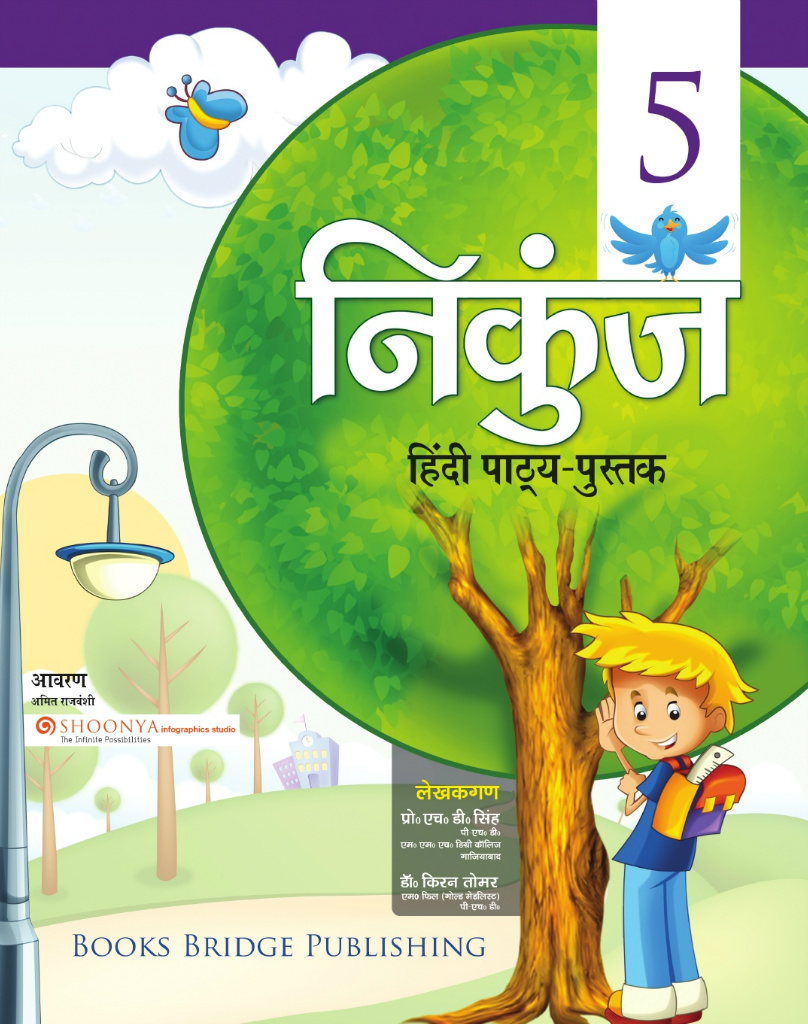 5
निकुंज
हिंदी पाठ्य-पुस्तक
आवरण
अमित राजवंशी
SHOONYA infographics studio
The Infinite Possibilities
लेखकगण
प्रो० एच० डी० सिंह
पी एच० डी०
एम० एम० एच० डिग्री कॉलिज
गाजियाबाद
डॉ० किरन तोमर
एम० फिल (गोल्ड मेडलिस्ट)
पी एच० डी०
BOOKS BRIDGE PUBLISHING